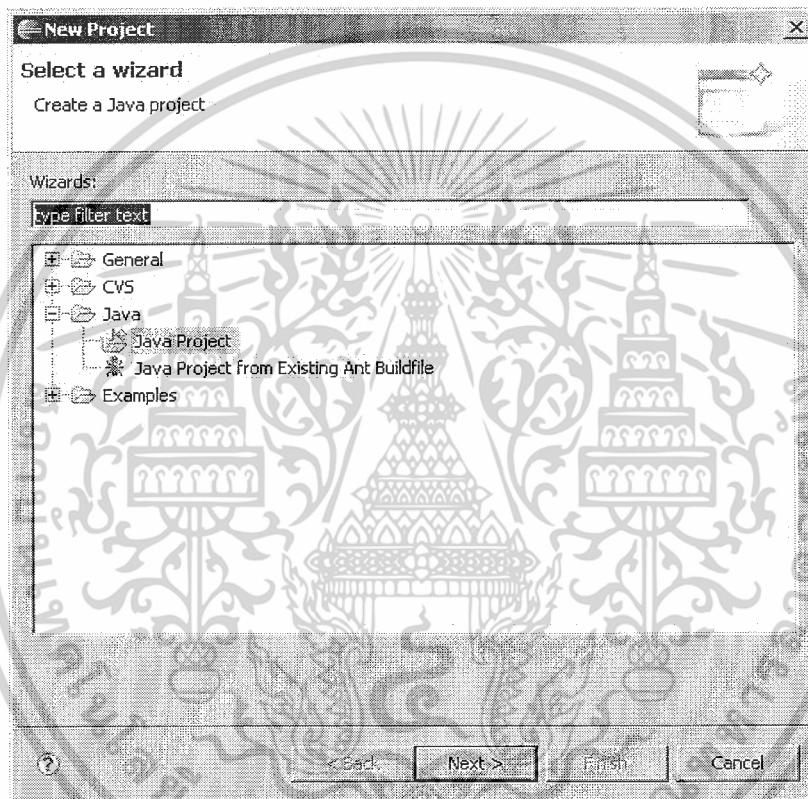 New Project
Select a wizard
Create a Java project
Wizards:
type filter text
General
CVS
Java
Java Project
Java Project from Existing Ant Buildfile
Examples
< Back
Next >
Finish
Cancel